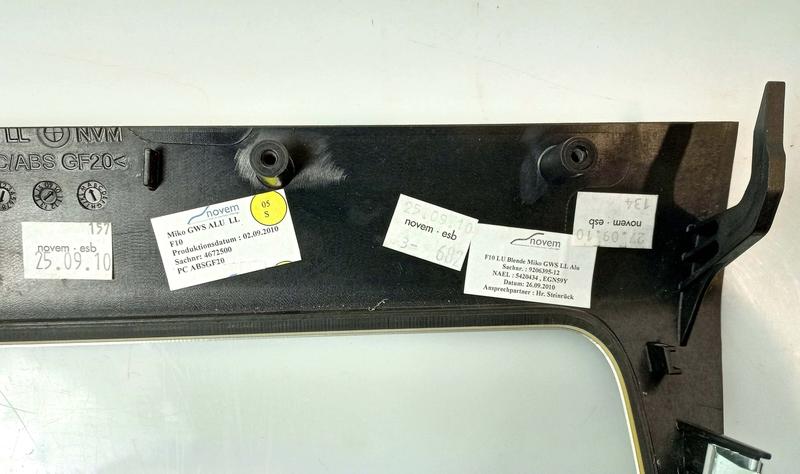 LL NVM
C/ABS GF20<
157
novem - esb
25.09.10
novem
05
S
Miko GWS ALU LL
F10
Produktionsdatum : 02.09.2010
Sachnr: 4672500
PC ABSGF20
25.09.10
novem - esb
-3-
687
novem
F10 LU Blende Miko GWS LL Alu
Sachnr. : 9206395-12
NAEL : 5420434 , EGN59Y
Datum: 26.09.2010
Ansprechpartner : Hr. Steinrück
134
novem - esb
27.09.10